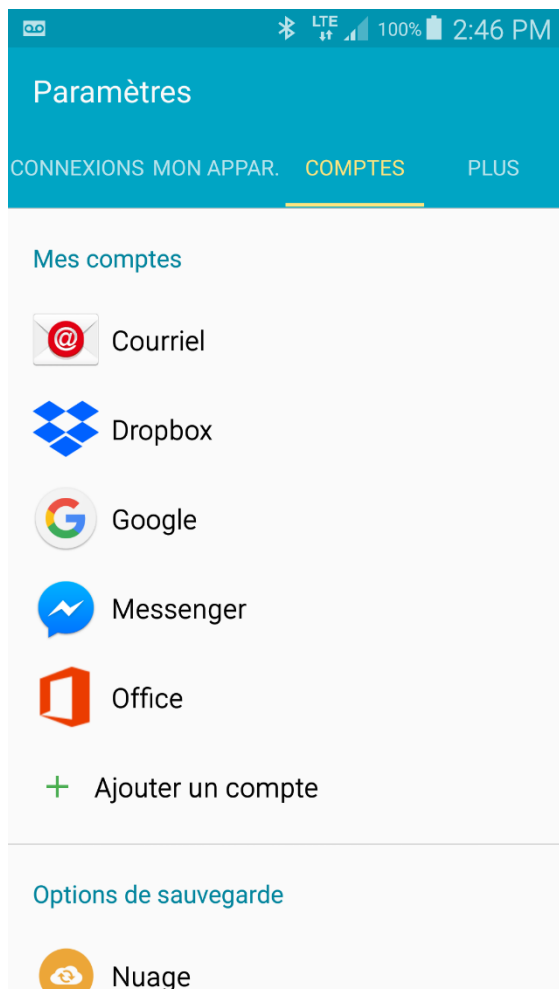 LTE 100% 2:46 PM
Paramètres
CONNEXIONS MON APPAR. COMPTES PLUS
Mes comptes
@ Courriel
Dropbox
G Google
Messenger
Office
+ Ajouter un compte
Options de sauvegarde
Nuage